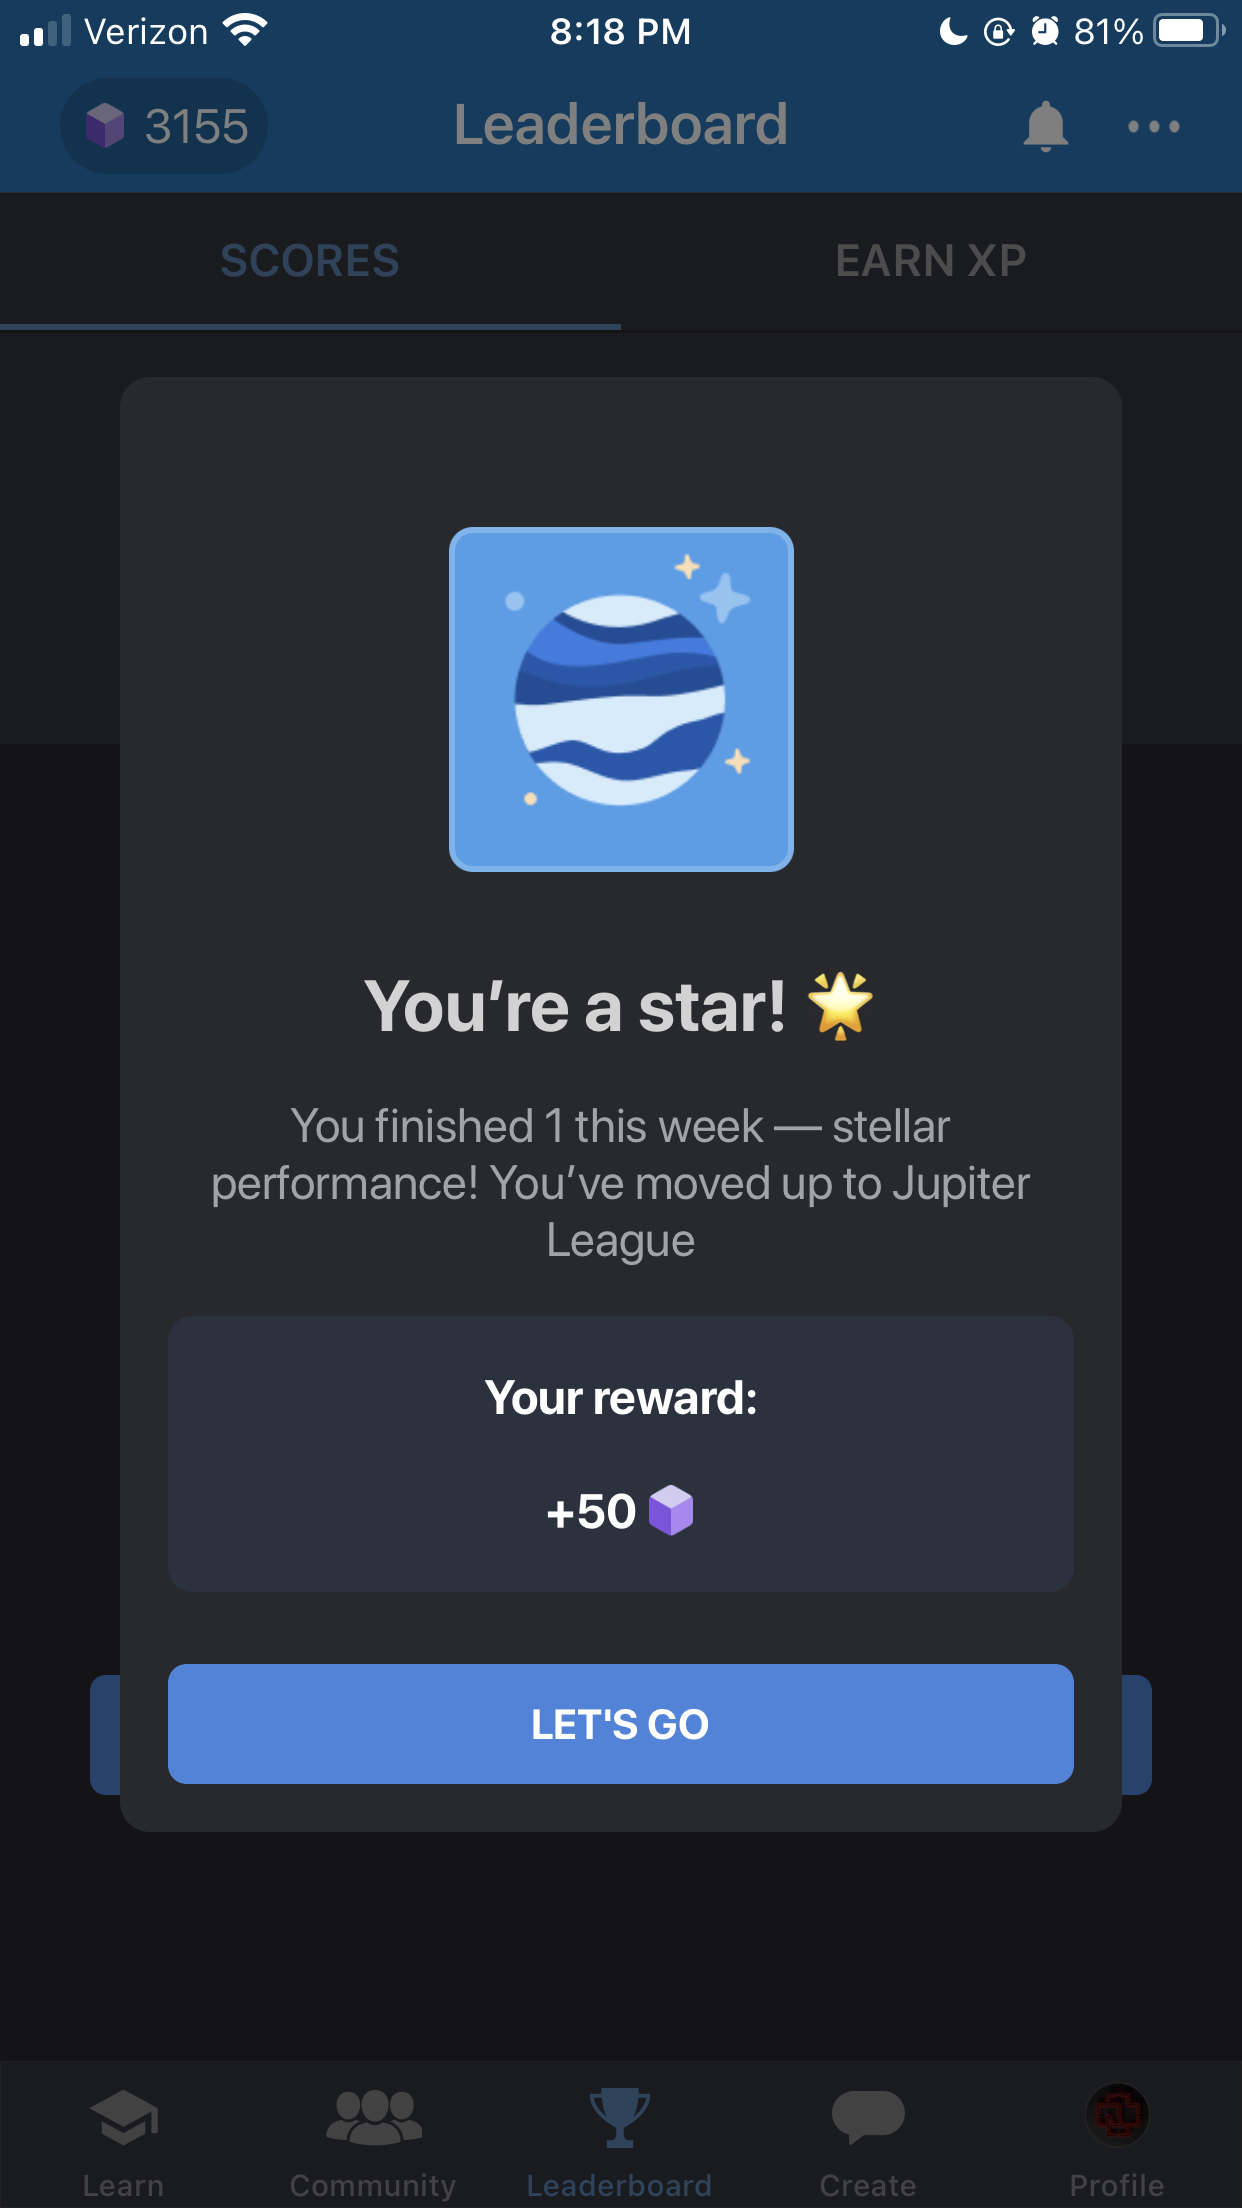 Verizon 8:18 PM 81%
3155 Leaderboard
SCORES EARN XP
You’re a star! 🌟
You finished 1 this week — stellar
performance! You’ve moved up to Jupiter
League
Your reward:
+50
LET'S GO
Learn Community Leaderboard Create Profile